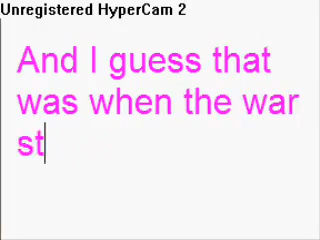 Unregistered HyperCam 2
And I guess that
was when the war
st